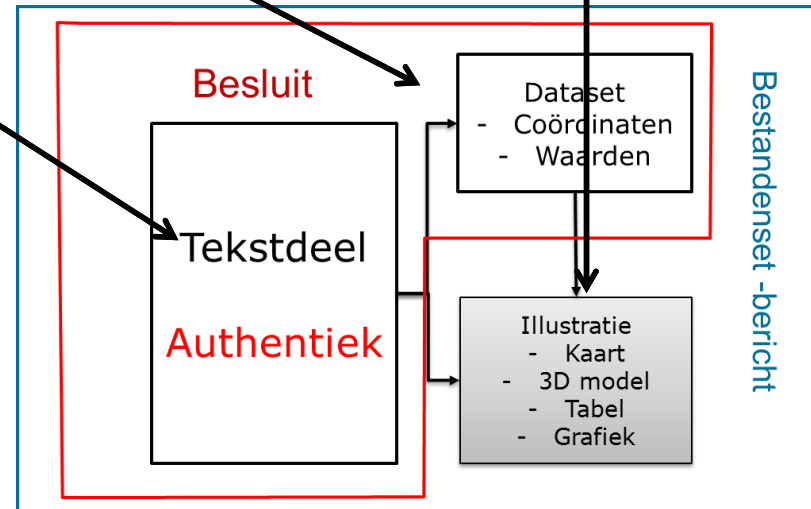 Besluit
Tekstdeel
Authentiek
Dataset
- Coördinaten
- Waarden
Illustratie
- Kaart
- 3D model
- Tabel
- Grafiek
Bestandenset -bericht